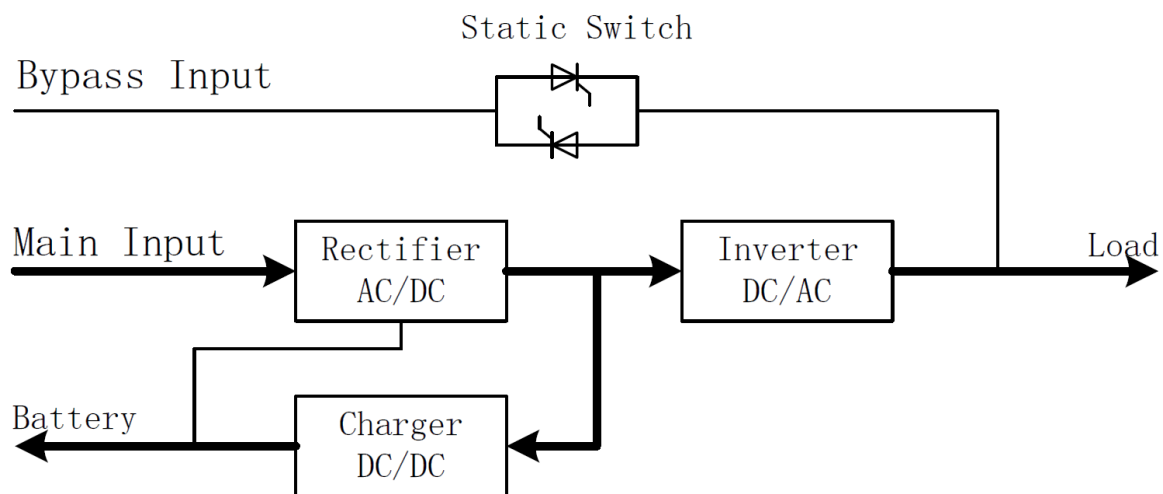 Static Switch
Bypass Input
Main Input
Rectifier
AC/DC
Inverter
DC/AC
Load
Battery
Charger
DC/DC